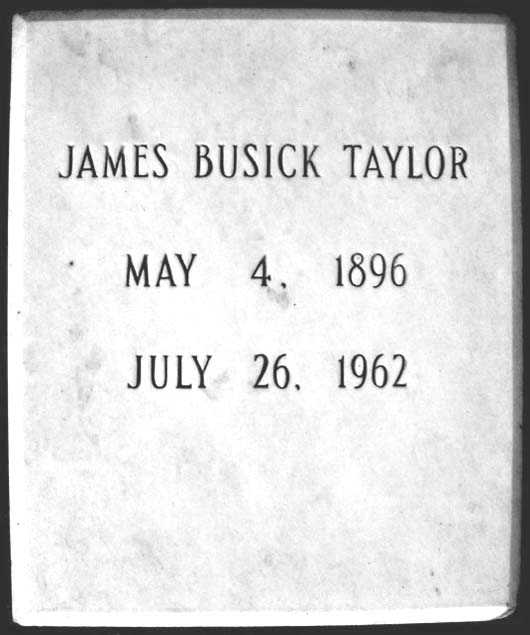 JAMES BUSICK TAYLOR
MAY 4, 1896
JULY 26, 1962